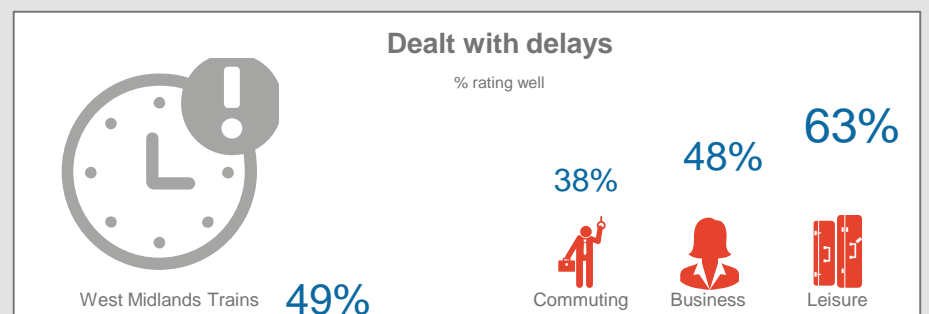 Dealt with delays
% rating well
63%
48%
38%
West Midlands Trains 49%
Commuting Business Leisure